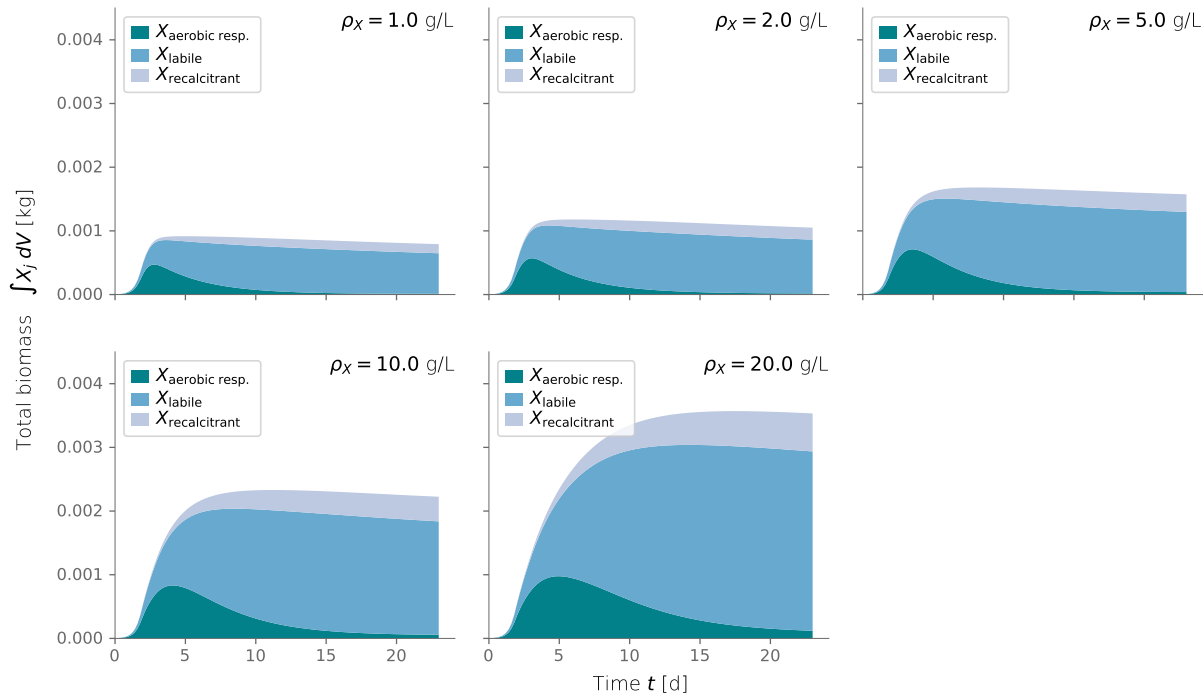 ρX = 1.0 g/L
Xaerobic resp.
Xlabile
Xrecalcitrant
ρX = 2.0 g/L
Xaerobic resp.
Xlabile
Xrecalcitrant
ρX = 5.0 g/L
Xaerobic resp.
Xlabile
Xrecalcitrant
0.004
0.003
0.002
0.001
0.000
Total biomass ∫Xj dV [kg]
ρX = 10.0 g/L
Xaerobic resp.
Xlabile
Xrecalcitrant
ρX = 20.0 g/L
Xaerobic resp.
Xlabile
Xrecalcitrant
0.004
0.003
0.002
0.001
0.000
0 5 10 15 20
0 5 10 15 20
Time t [d]